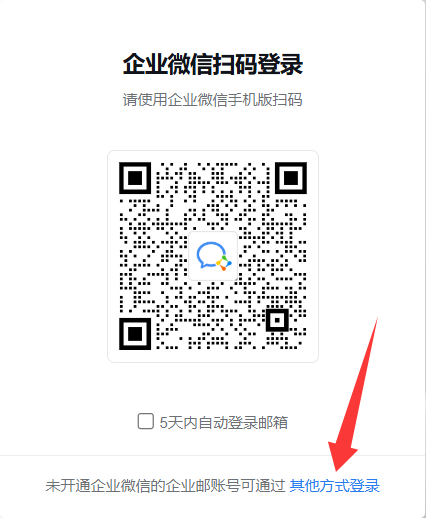 企业微信扫码登录
请使用企业微信手机版扫码
5天内自动登录邮箱
未开通企业微信的企业邮账号可通过 其他方式登录